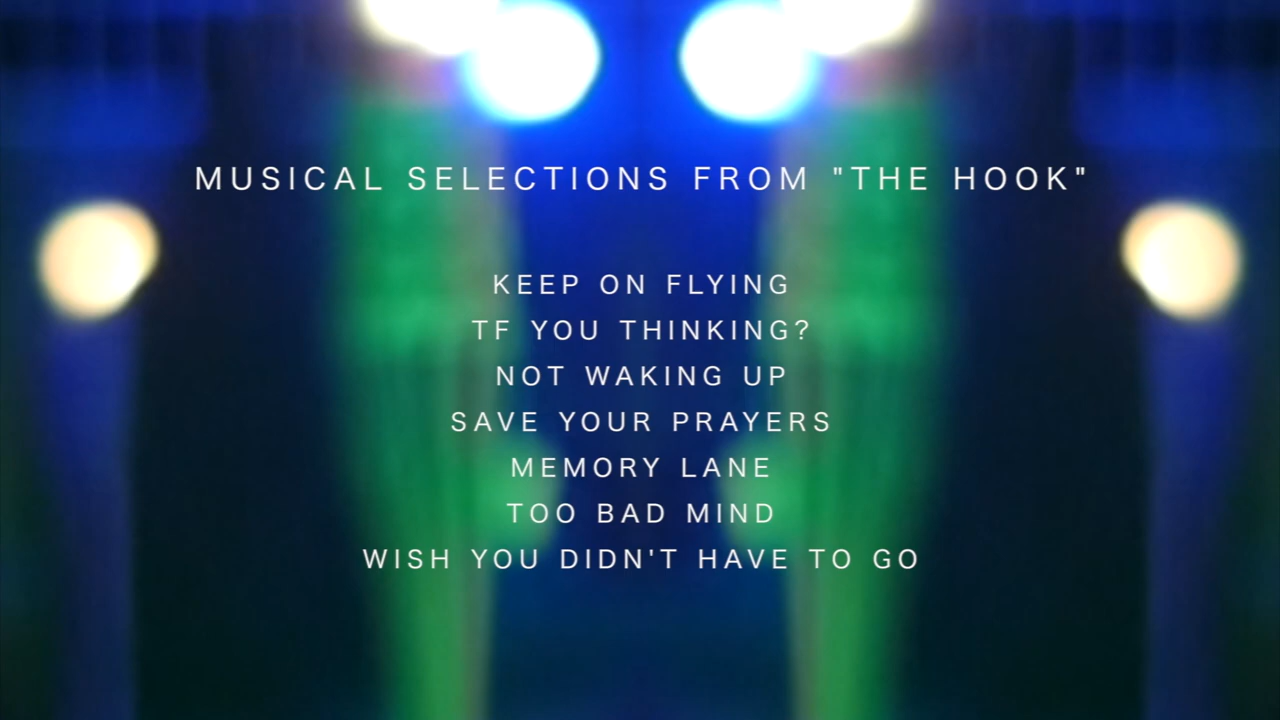 MUSICAL SELECTIONS FROM "THE HOOK"
KEEP ON FLYING
TF YOU THINKING?
NOT WAKING UP
SAVE YOUR PRAYERS
MEMORY LANE
TOO BAD MIND
WISH YOU DIDN'T HAVE TO GO